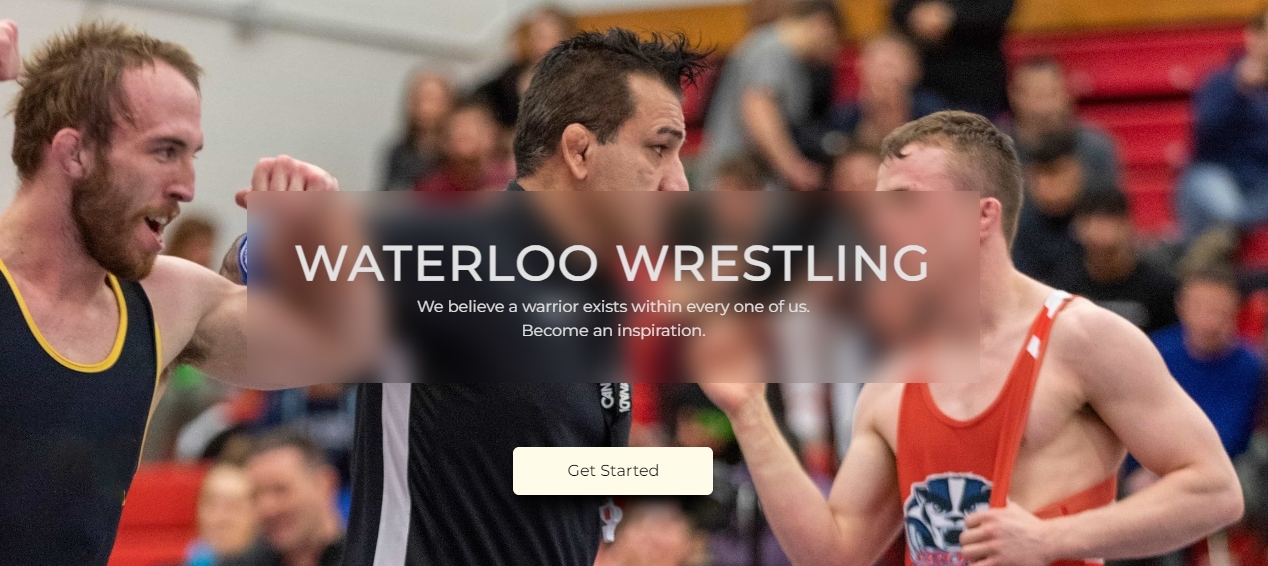 WATERLOO WRESTLING
We believe a warrior exists within every one of us.
Become an inspiration.
Get Started